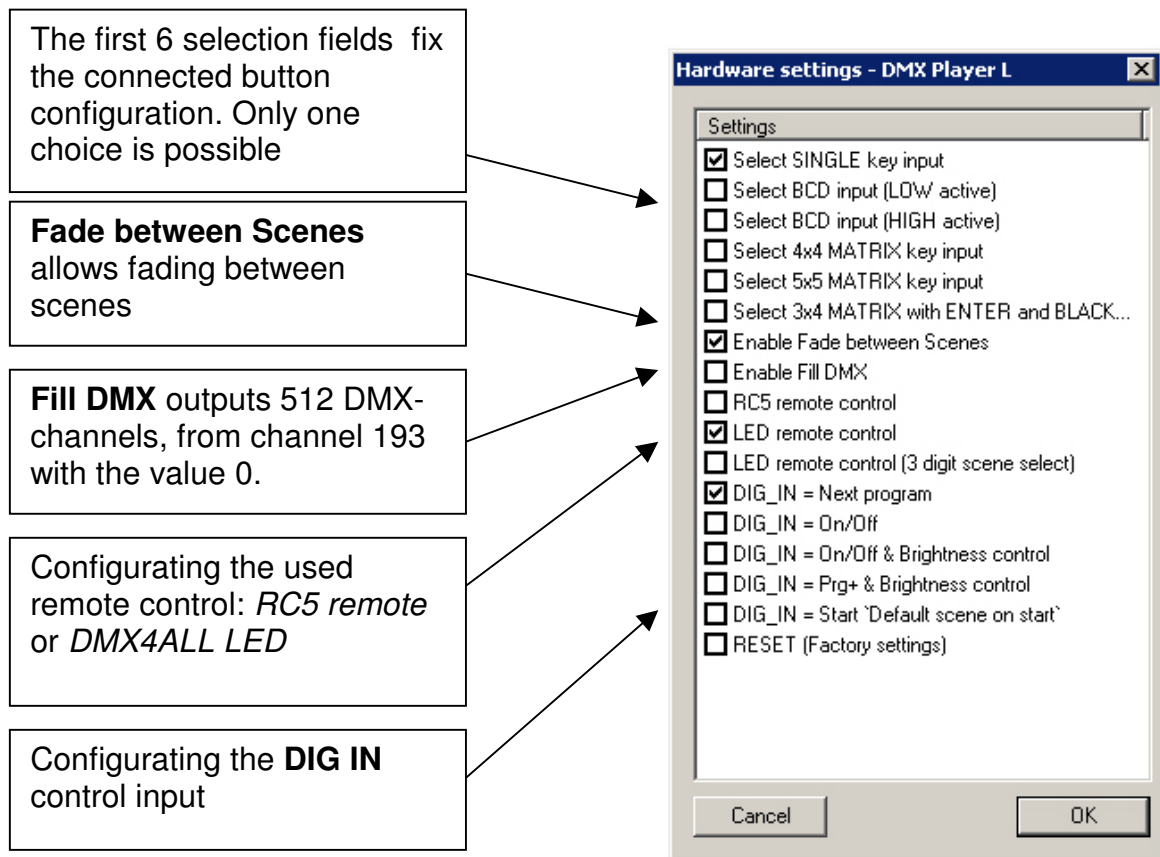 The first 6 selection fields  fix
the connected button
configuration. Only one
choice is possible
Fade between Scenes
allows fading between
scenes
Fill DMX outputs 512 DMX-
channels, from channel 193
with the value 0.
Configurating the used
remote control: RC5 remote
or DMX4ALL LED
Configurating the DIG IN
control input
Hardware settings - DMX Player L
Settings
Select SINGLE key input
Select BCD input (LOW active)
Select BCD input (HIGH active)
Select 4x4 MATRIX key input
Select 5x5 MATRIX key input
Select 3x4 MATRIX with ENTER and BLACK...
Enable Fade between Scenes
Enable Fill DMX
RC5 remote control
LED remote control
LED remote control (3 digit scene select)
DIG_IN = Next program
DIG_IN = On/Off
DIG_IN = On/Off & Brightness control
DIG_IN = Prg+ & Brightness control
DIG_IN = Start `Default scene on start`
RESET (Factory settings)
Cancel
OK